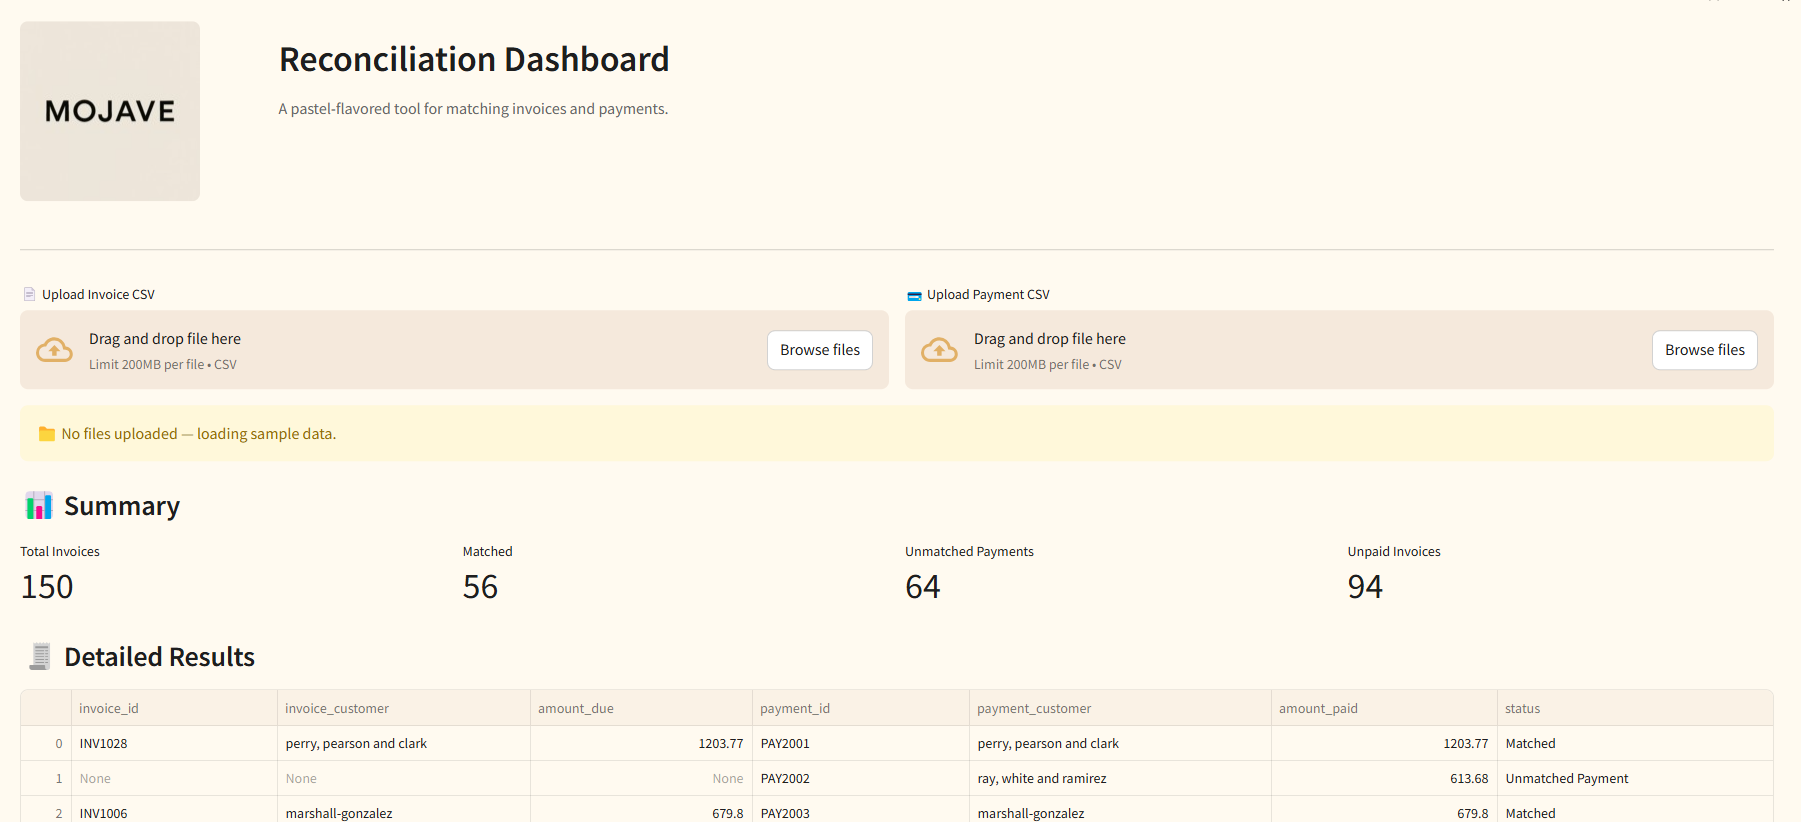 MOJAVE
Reconciliation Dashboard
A pastel-flavored tool for matching invoices and payments.
Upload Invoice CSV
Drag and drop file here
Limit 200MB per file • CSV
Browse files
Upload Payment CSV
Drag and drop file here
Limit 200MB per file • CSV
Browse files
No files uploaded — loading sample data.
Summary
Total Invoices
150
Matched
56
Unmatched Payments
64
Unpaid Invoices
94
Detailed Results
invoice_id invoice_customer amount_due payment_id payment_customer amount_paid status
0 INV1028 perry, pearson and clark 1203.77 PAY2001 perry, pearson and clark 1203.77 Matched
1 None None None PAY2002 ray, white and ramirez 613.68 Unmatched Payment
2 INV1006 marshall-gonzalez 679.8 PAY2003 marshall-gonzalez 679.8 Matched